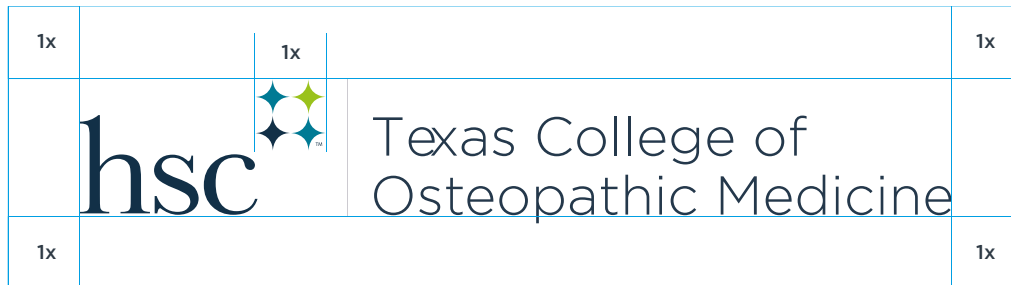 1x
1x
1x
hsc
™
Texas College of
Osteopathic Medicine
1x
1x